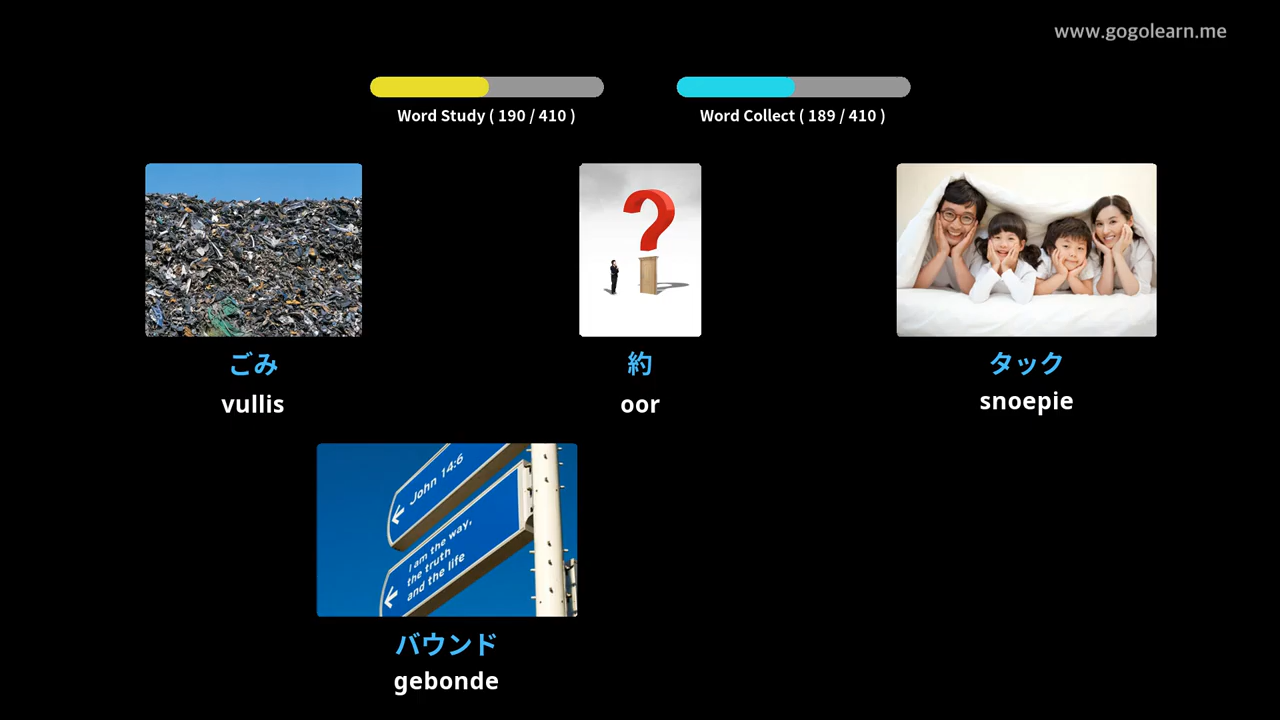 www.gogolearn.me
Word Study ( 190 / 410 )
Word Collect ( 189 / 410 )
ごみ
vullis
約
oor
タック
snoepie
John 14:6
I am the way,
the truth
and the life
バウンド
gebonde